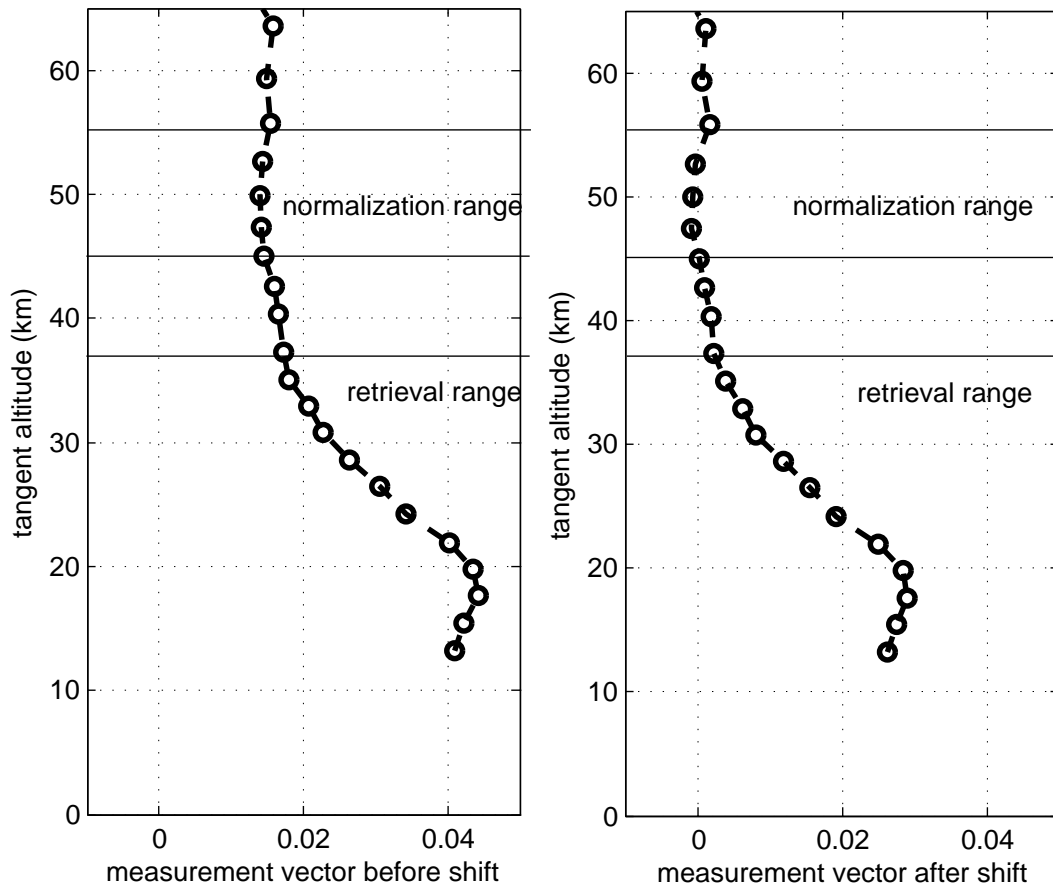 60
50
40
30
20
10
0
tangent altitude (km)
normalization range
retrieval range
0
0.02
0.04
measurement vector before shift
60
50
40
30
20
10
0
tangent altitude (km)
normalization range
retrieval range
0
0.02
0.04
measurement vector after shift